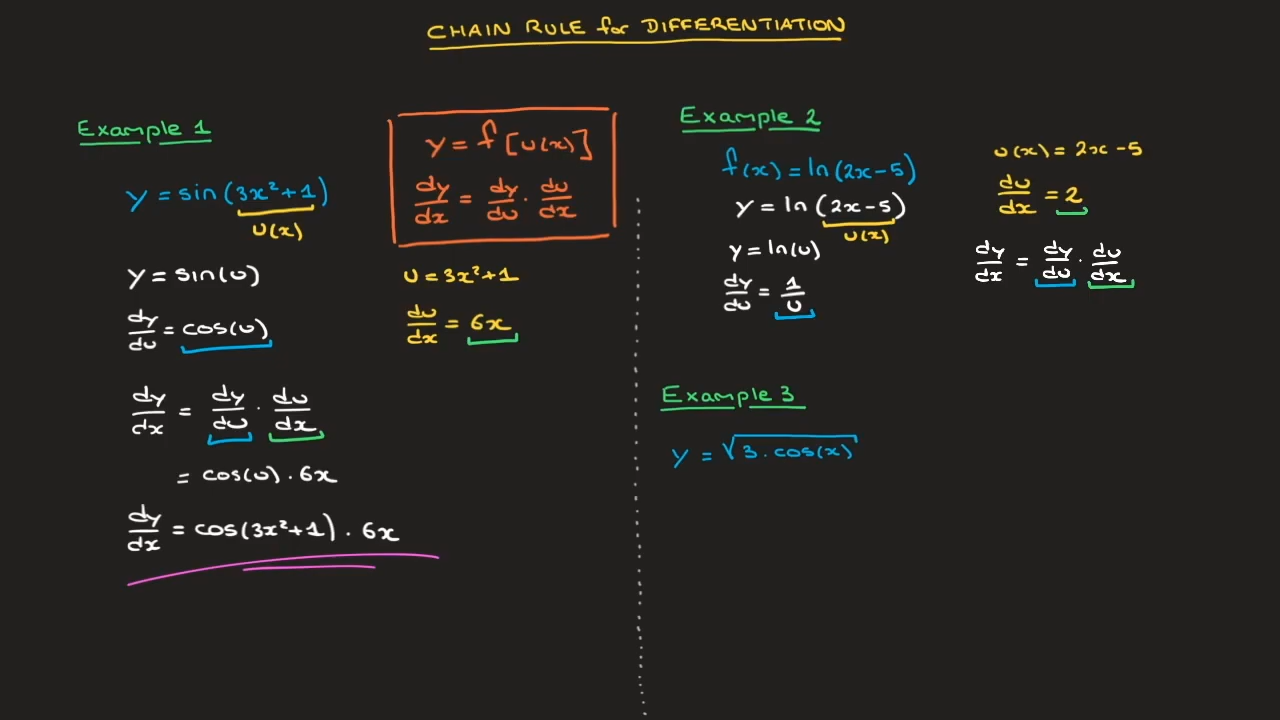 CHAIN RULE for DIFFERENTIATION
Example 1
y = sin(3x²+1)
u(x)
y = sin(u)
dy/du = cos(u)
y = f[u(x)]
dy/dx = dy/du · du/dx
u = 3x²+1
du/dx = 6x
dy/dx = dy/du · du/dx
= cos(u) · 6x
dy/dx = cos(3x²+1) · 6x
Example 2
f(x) = ln(2x-5)
y = ln(2x-5)
u(x)
y = ln(u)
dy/du = 1/u
u(x) = 2x-5
du/dx = 2
dy/dx = dy/du · du/dx
Example 3
y = √3·cos(x)